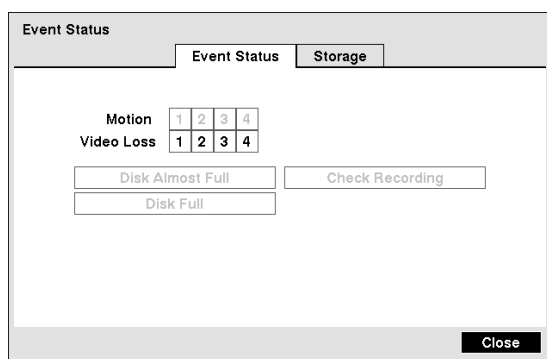 Event Status
Event Status Storage
Motion 1 2 3 4
Video Loss 1 2 3 4
Disk Almost Full Check Recording
Disk Full
Close